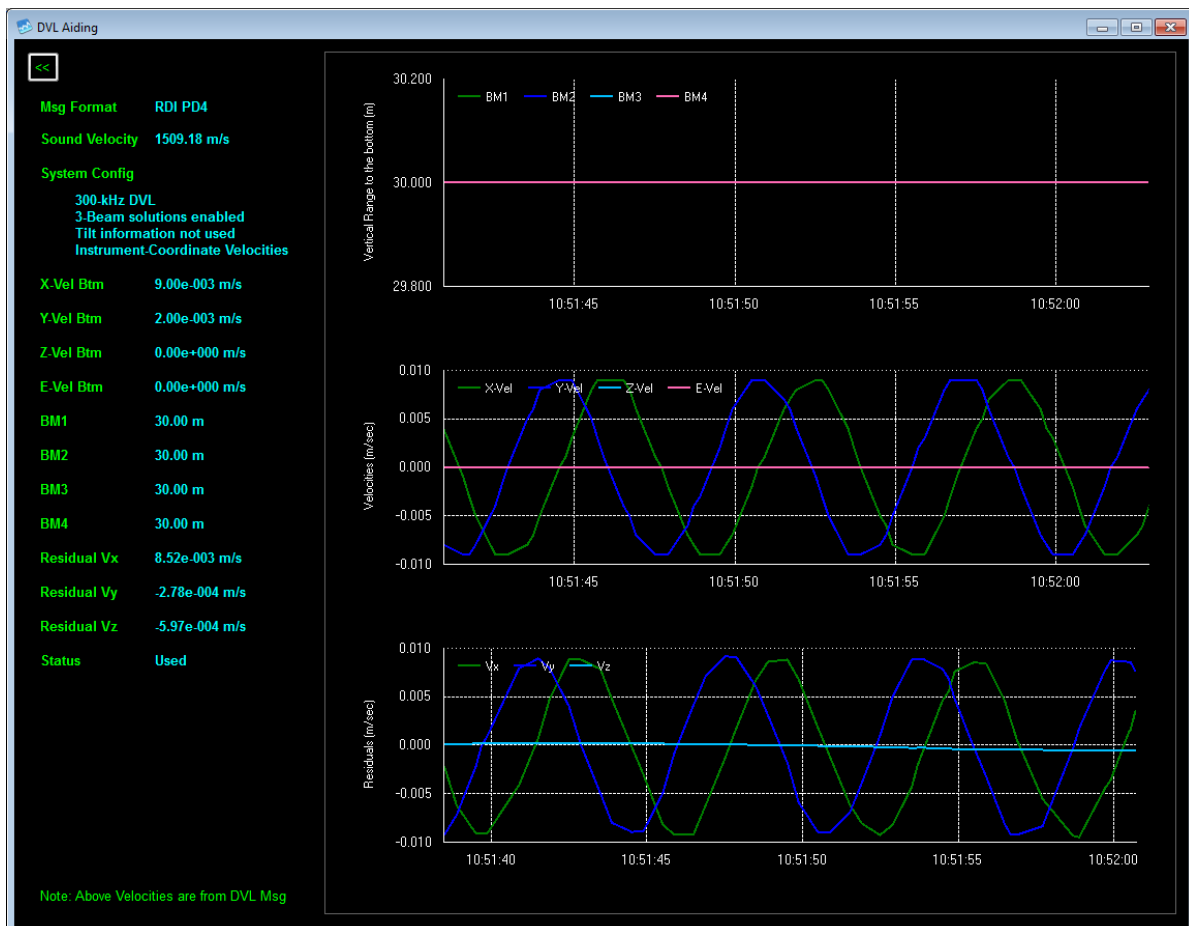 DVL Aiding
<<
Msg Format RDI PD4
Sound Velocity 1509.18 m/s
System Config
300-kHz DVL
3-Beam solutions enabled
Tilt information not used
Instrument-Coordinate Velocities
X-Vel Btm 9.00e-003 m/s
Y-Vel Btm 2.00e-003 m/s
Z-Vel Btm 0.00e+000 m/s
E-Vel Btm 0.00e+000 m/s
BM1 30.00 m
BM2 30.00 m
BM3 30.00 m
BM4 30.00 m
Residual Vx 8.52e-003 m/s
Residual Vy -2.78e-004 m/s
Residual Vz -5.97e-004 m/s
Status Used
Note: Above Velocities are from DVL Msg
Vertical Range to the bottom (m)
30.200
30.000
29.800
BM1 BM2 BM3 BM4
10:51:45 10:51:50 10:51:55 10:52:00
Velocities (m/sec)
0.010
0.005
0.000
-0.005
-0.010
X-Vel Y-Vel Z-Vel E-Vel
10:51:45 10:51:50 10:51:55 10:52:00
Residuals (m/sec)
0.010
0.005
0.000
-0.005
-0.010
Vx Vy Vz
10:51:40 10:51:45 10:51:50 10:51:55 10:52:00